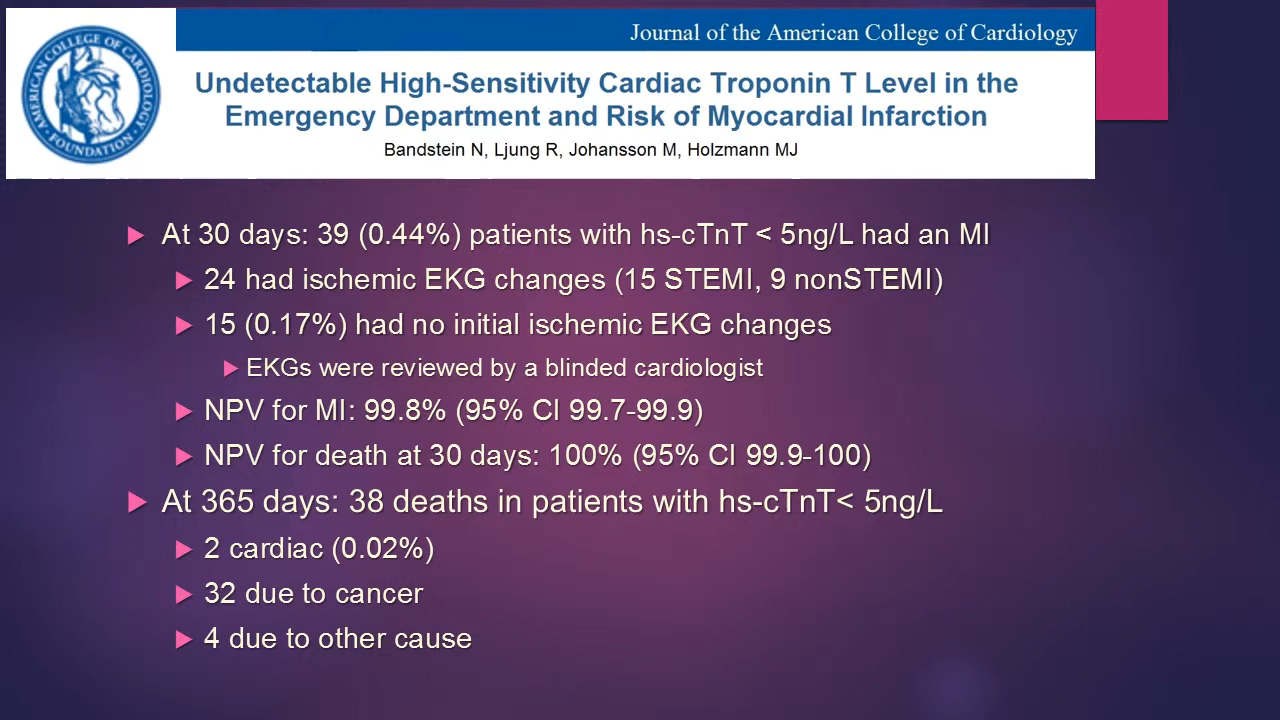 Journal of the American College of Cardiology
AMERICAN COLLEGE OF CARDIOLOGY
FOUNDATION
Undetectable High-Sensitivity Cardiac Troponin T Level in the
Emergency Department and Risk of Myocardial Infarction
Bandstein N, Ljung R, Johansson M, Holzmann MJ
At 30 days: 39 (0.44%) patients with hs-cTnT < 5ng/L had an MI
24 had ischemic EKG changes (15 STEMI, 9 nonSTEMI)
15 (0.17%) had no initial ischemic EKG changes
EKGs were reviewed by a blinded cardiologist
NPV for MI: 99.8% (95% CI 99.7-99.9)
NPV for death at 30 days: 100% (95% CI 99.9-100)
At 365 days: 38 deaths in patients with hs-cTnT< 5ng/L
2 cardiac (0.02%)
32 due to cancer
4 due to other cause